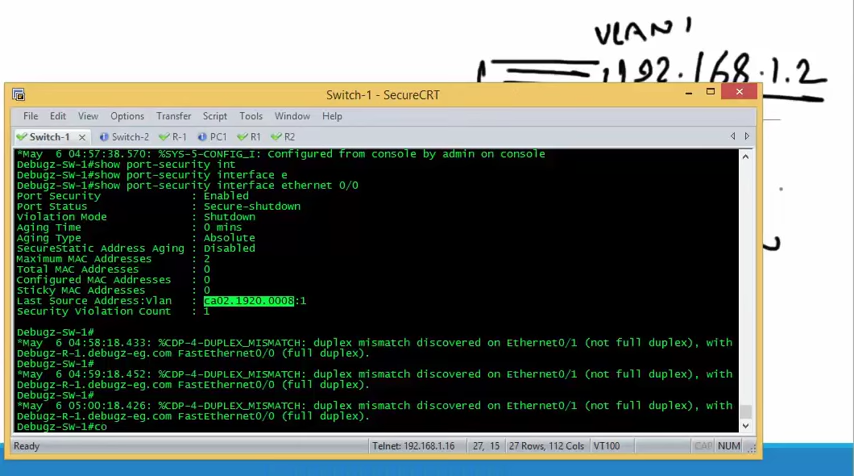 VLAN 1
192.168.1.2
Switch-1 - SecureCRT
File Edit View Options Transfer Script Tools Window Help
Switch-1 Switch-2 R-1 PC1 R1 R2
*May  6 04:57:38.570: %SYS-5-CONFIG_I: Configured from console by admin on console
Debugz-SW-1#show port-security int
Debugz-SW-1#show port-security interface e
Debugz-SW-1#show port-security interface ethernet 0/0
Port Security : Enabled
Port Status : Secure-shutdown
Violation Mode : Shutdown
Aging Time : 0 mins
Aging Type : Absolute
SecureStatic Address Aging : Disabled
Maximum MAC Addresses : 2
Total MAC Addresses : 0
Configured MAC Addresses : 0
Sticky MAC Addresses : 0
Last Source Address:Vlan : ca02.1920.0008:1
Security Violation Count : 1
Debugz-SW-1#
*May  6 04:58:18.433: %CDP-4-DUPLEX_MISMATCH: duplex mismatch discovered on Ethernet0/1 (not full duplex), with
Debugz-R-1.debugz-eg.com FastEthernet0/0 (full duplex).
Debugz-SW-1#
*May  6 04:59:18.452: %CDP-4-DUPLEX_MISMATCH: duplex mismatch discovered on Ethernet0/1 (not full duplex), with
Debugz-R-1.debugz-eg.com FastEthernet0/0 (full duplex).
Debugz-SW-1#
*May  6 05:00:18.426: %CDP-4-DUPLEX_MISMATCH: duplex mismatch discovered on Ethernet0/1 (not full duplex), with
Debugz-R-1.debugz-eg.com FastEthernet0/0 (full duplex).
Debugz-SW-1#co
Ready Telnet: 192.168.1.16 27, 15 27 Rows, 112 Cols VT100 CAP NUM